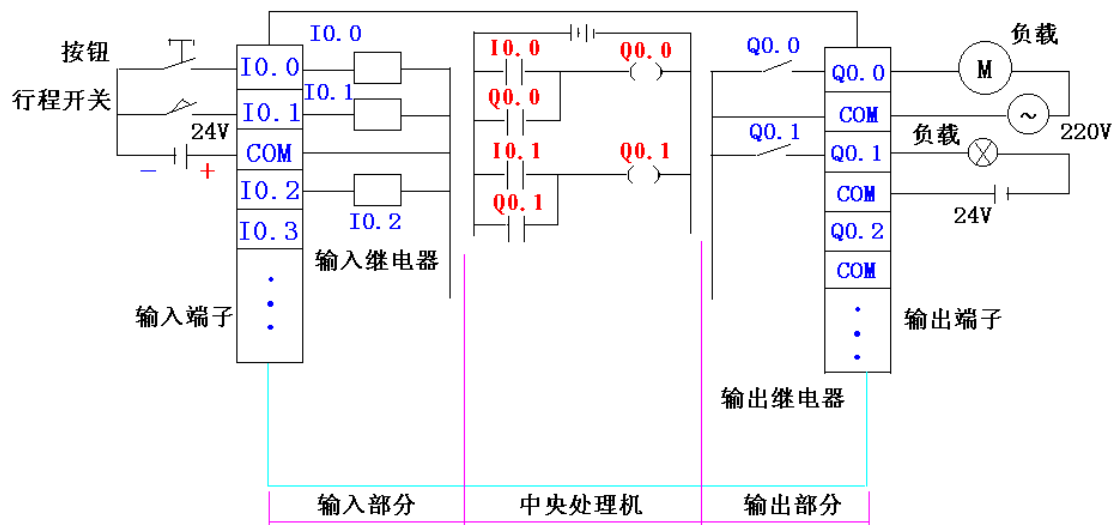 I0.0
I0.0
Q0.0
Q0.0
负载
按钮
I0.0
Q0.0
M
I0.1
Q0.0
行程开关
I0.1
COM
~
24V
I0.1
Q0.1
Q0.1
Q0.1
负载
220V
COM
- +
I0.2
Q0.1
COM
24V
I0.2
I0.3
Q0.2
输入继电器
COM
输入端子
输出端子
输出继电器
输入部分
中央处理机
输出部分